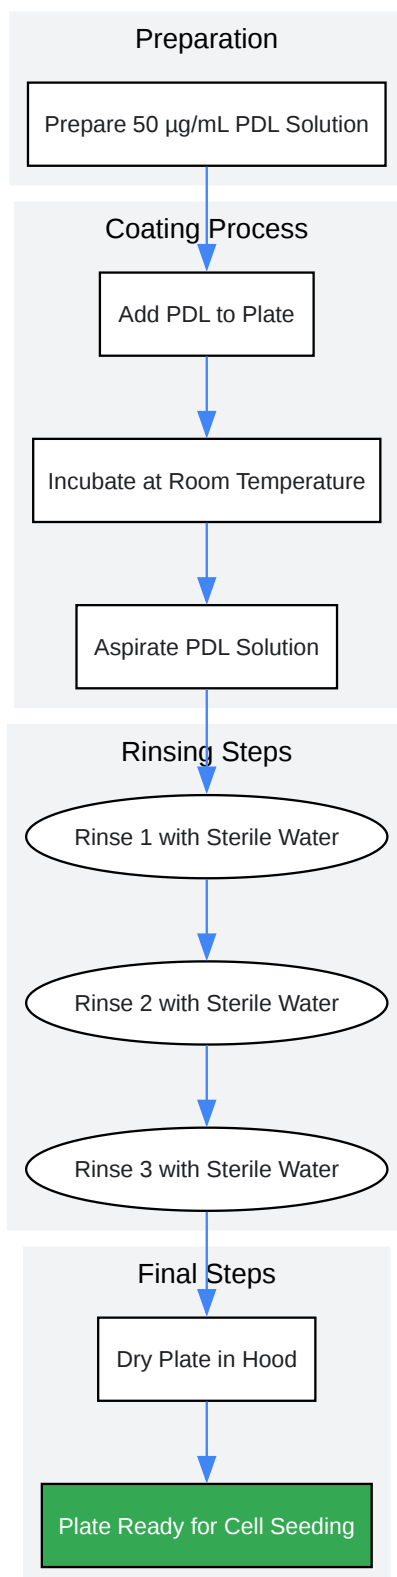 Preparation
Prepare 50 µg/mL PDL Solution
Coating Process
Add PDL to Plate
Incubate at Room Temperature
Aspirate PDL Solution
Rinsing Steps
Rinse 1 with Sterile Water
Rinse 2 with Sterile Water
Rinse 3 with Sterile Water
Final Steps
Dry Plate in Hood
Plate Ready for Cell Seeding